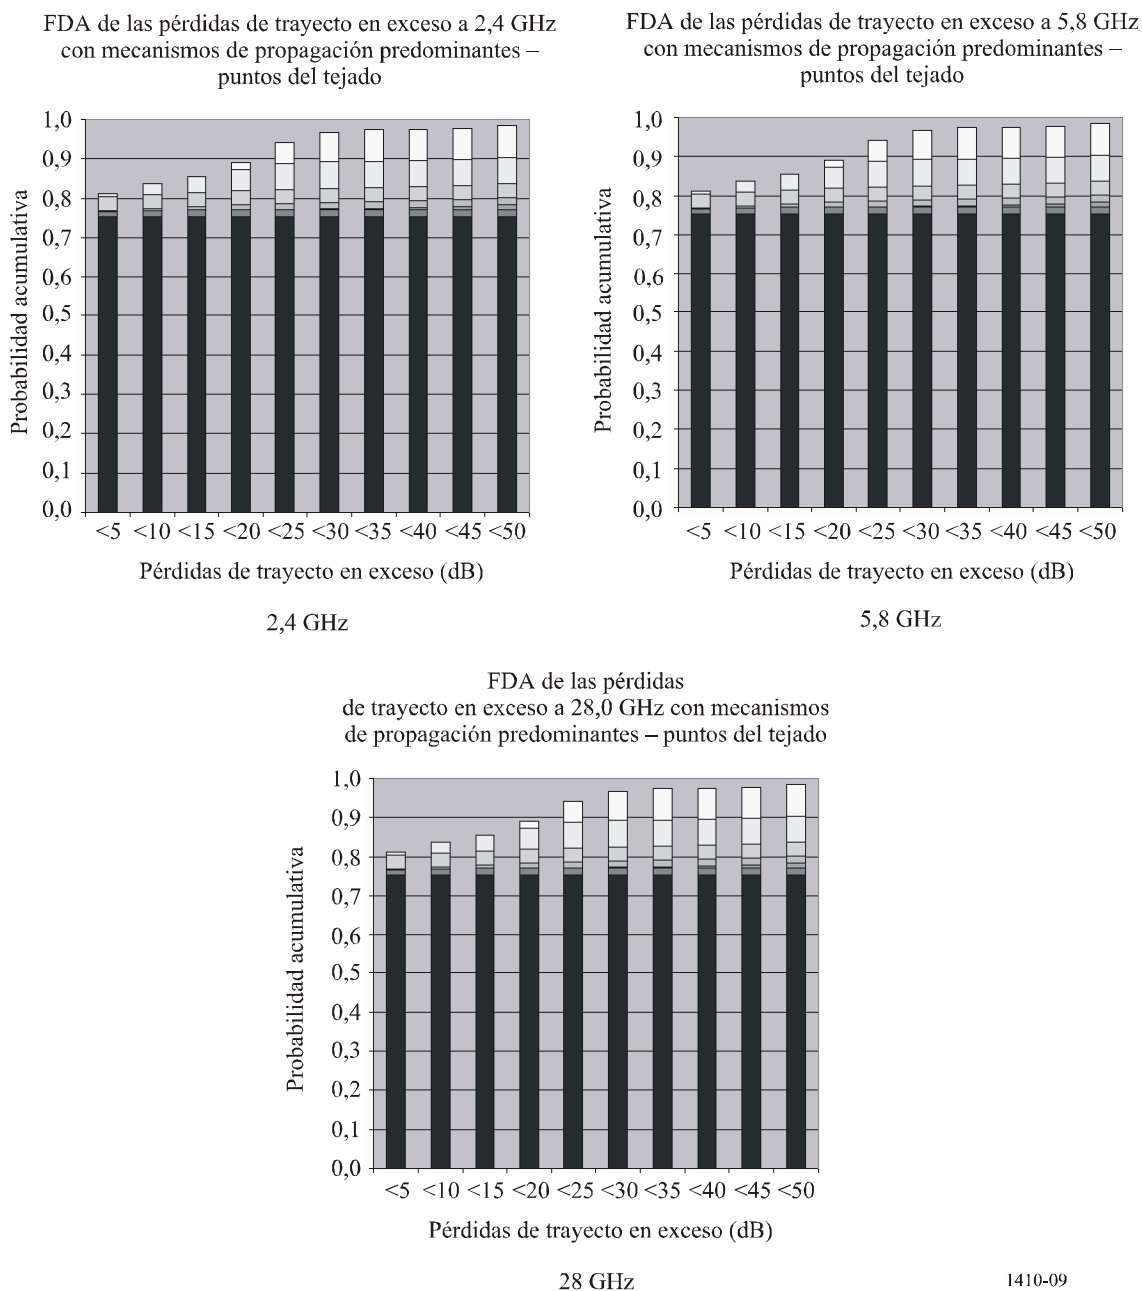 FDA de las pérdidas de trayecto en exceso a 2,4 GHz
con mecanismos de propagación predominantes –
puntos del tejado
Probabilidad acumulativa
1,0
0,9
0,8
0,7
0,6
0,5
0,4
0,3
0,2
0,1
0,0
<5 <10 <15 <20 <25 <30 <35 <40 <45 <50
Pérdidas de trayecto en exceso (dB)
2,4 GHz
FDA de las pérdidas de trayecto en exceso a 5,8 GHz
con mecanismos de propagación predominantes –
puntos del tejado
Probabilidad acumulativa
1,0
0,9
0,8
0,7
0,6
0,5
0,4
0,3
0,2
0,1
0,0
<5 <10 <15 <20 <25 <30 <35 <40 <45 <50
Pérdidas de trayecto en exceso (dB)
5,8 GHz
FDA de las pérdidas
de trayecto en exceso a 28,0 GHz con mecanismos
de propagación predominantes – puntos del tejado
Probabilidad acumulativa
1,0
0,9
0,8
0,7
0,6
0,5
0,4
0,3
0,2
0,1
0,0
<5 <10 <15 <20 <25 <30 <35 <40 <45 <50
Pérdidas de trayecto en exceso (dB)
28 GHz
1410-09